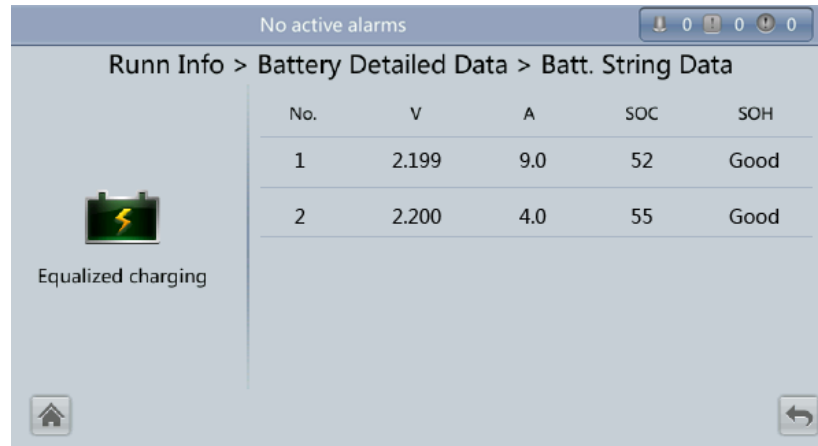 No active alarms 0 0 0
Runn Info > Battery Detailed Data > Batt. String Data
No. V A SOC SOH
1 2.199 9.0 52 Good
2 2.200 4.0 55 Good
Equalized charging